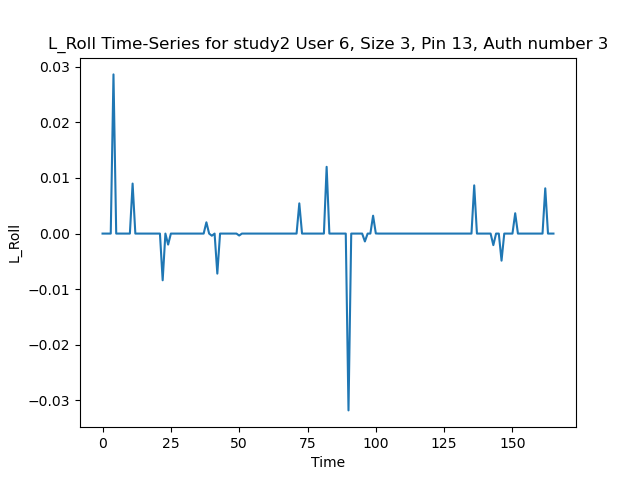 L_Roll Time-Series for study2 User 6, Size 3, Pin 13, Auth number 3
0.03
0.02
0.01
0.00
−0.01
−0.02
−0.03
L_Roll
0 25 50 75 100 125 150
Time